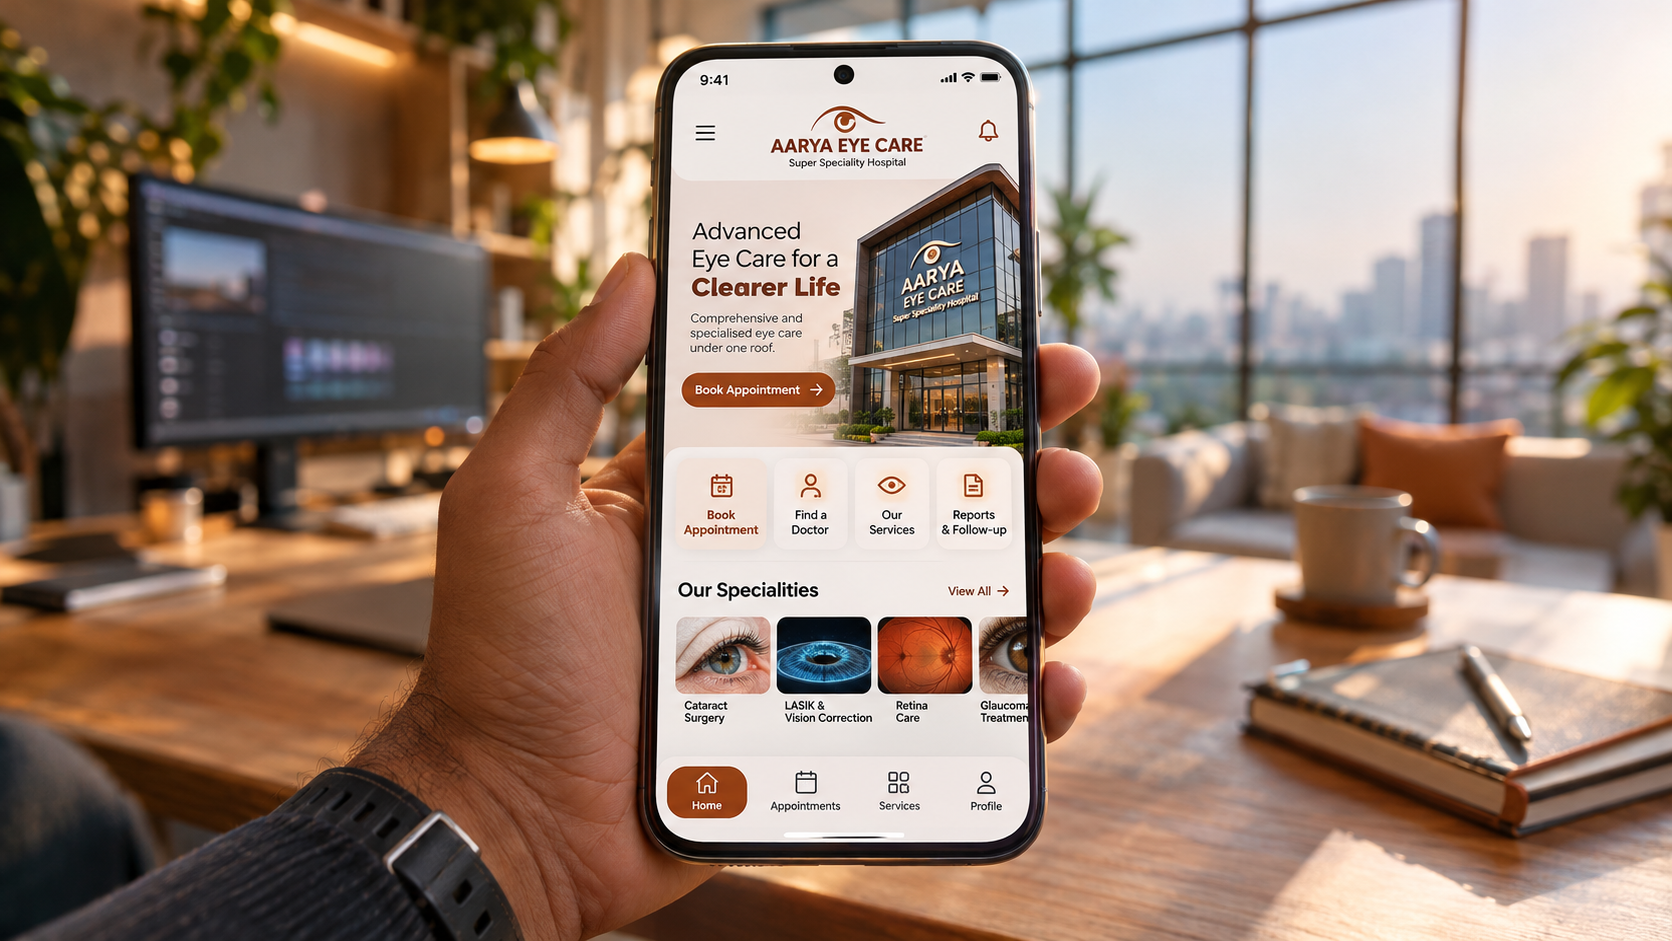 9:41
AARYA EYE CARE
Super Speciality Hospital
Advanced
Eye Care for a
Clearer Life
Comprehensive and
specialised eye care
under one roof.
Book Appointment →
AARYA
EYE CARE
Super Speciality Hospital
Book
Appointment
Find a
Doctor
Our
Services
Reports
& Follow-up
Our Specialities
View All →
Cataract
Surgery
LASIK &
Vision Correction
Retina
Care
Glaucoma
Treatmen
Home
Appointments
Services
Profile